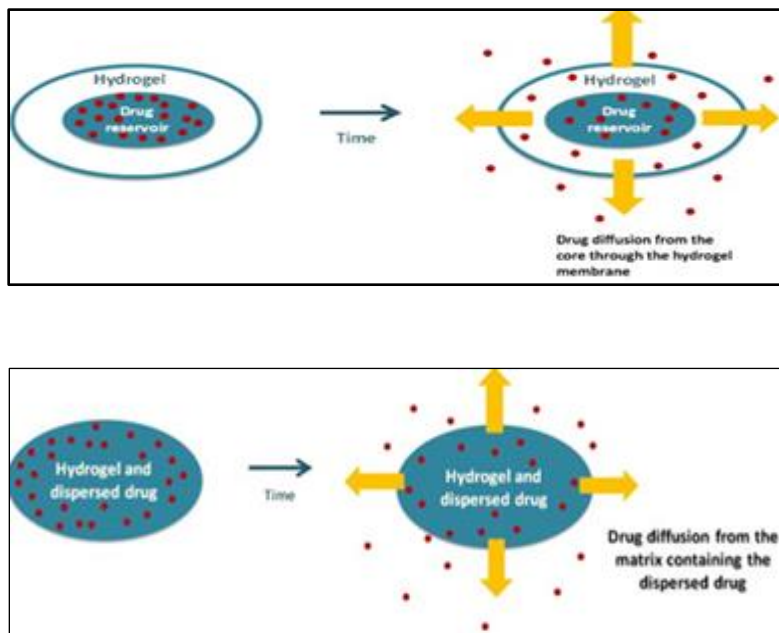 Hydrogel
Drug
reservoir
Time
Hydrogel
Drug
reservoir
Drug diffusion from the
core through the hydrogel
membrane
Hydrogel and
dispersed drug
Time
Hydrogel and
dispersed drug
Drug diffusion from the
matrix containing the
dispersed drug